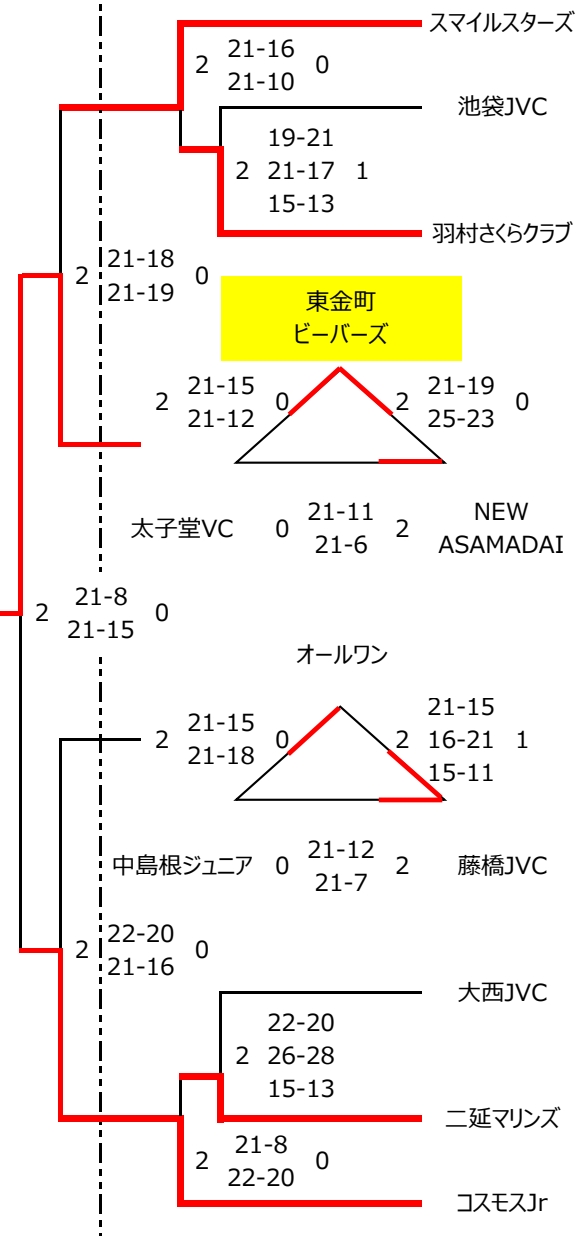 スマイルスターズ
2 21-16 0
21-10
池袋JVC
19-21
2 21-17 1
15-13
羽村さくらクラブ
2 21-18 0
21-19
東金町
ビーバーズ
2 21-15 0
21-12
2 21-19 0
25-23
太子堂VC 0 21-11 2 NEW
21-6 ASAMADAI
2 21-8 0
21-15
オールワン
2 21-15 0
21-18
21-15
2 16-21 1
15-11
中島根ジュニア 0 21-12 2 藤橋JVC
21-7
2 22-20 0
21-16
大西JVC
22-20
2 26-28
15-13
二延マリンズ
2 21-8 0
22-20
コスモスJr